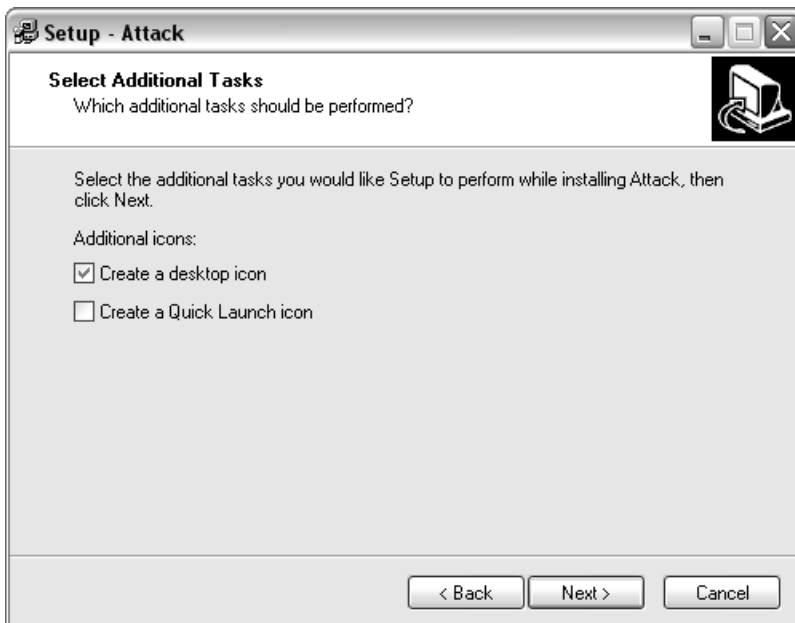 Setup - Attack
Select Additional Tasks
Which additional tasks should be performed?
Select the additional tasks you would like Setup to perform while installing Attack, then
click Next.
Additional icons:
Create a desktop icon
Create a Quick Launch icon
< Back
Next >
Cancel